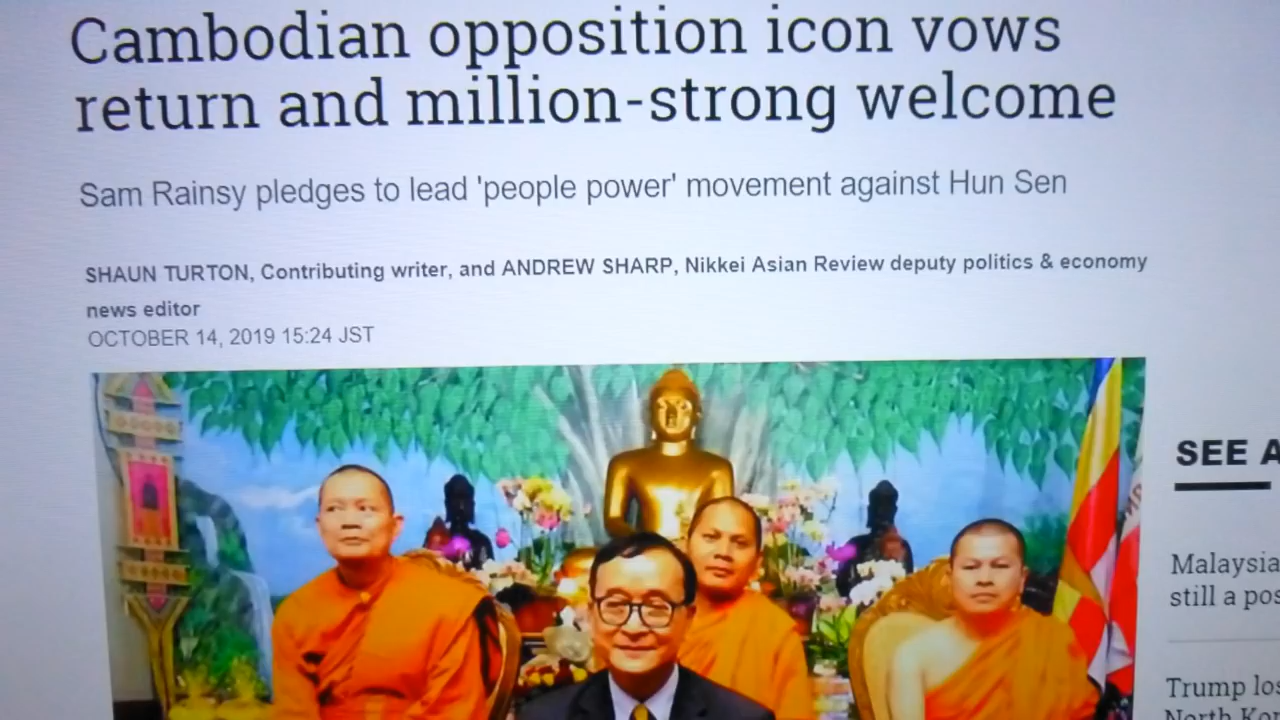 Cambodian opposition icon vows
return and million-strong welcome
Sam Rainsy pledges to lead 'people power' movement against Hun Sen
SHAUN TURTON, Contributing writer, and ANDREW SHARP, Nikkei Asian Review deputy politics & economy
news editor
OCTOBER 14, 2019 15:24 JST
SEE
Malaysia
still a
Trump
North